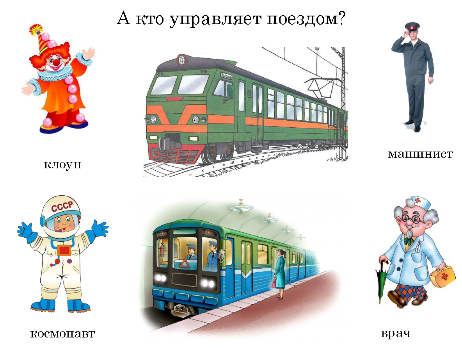 А кто управляет поездом?
клоун
машинист
СССР
космонавт
врач